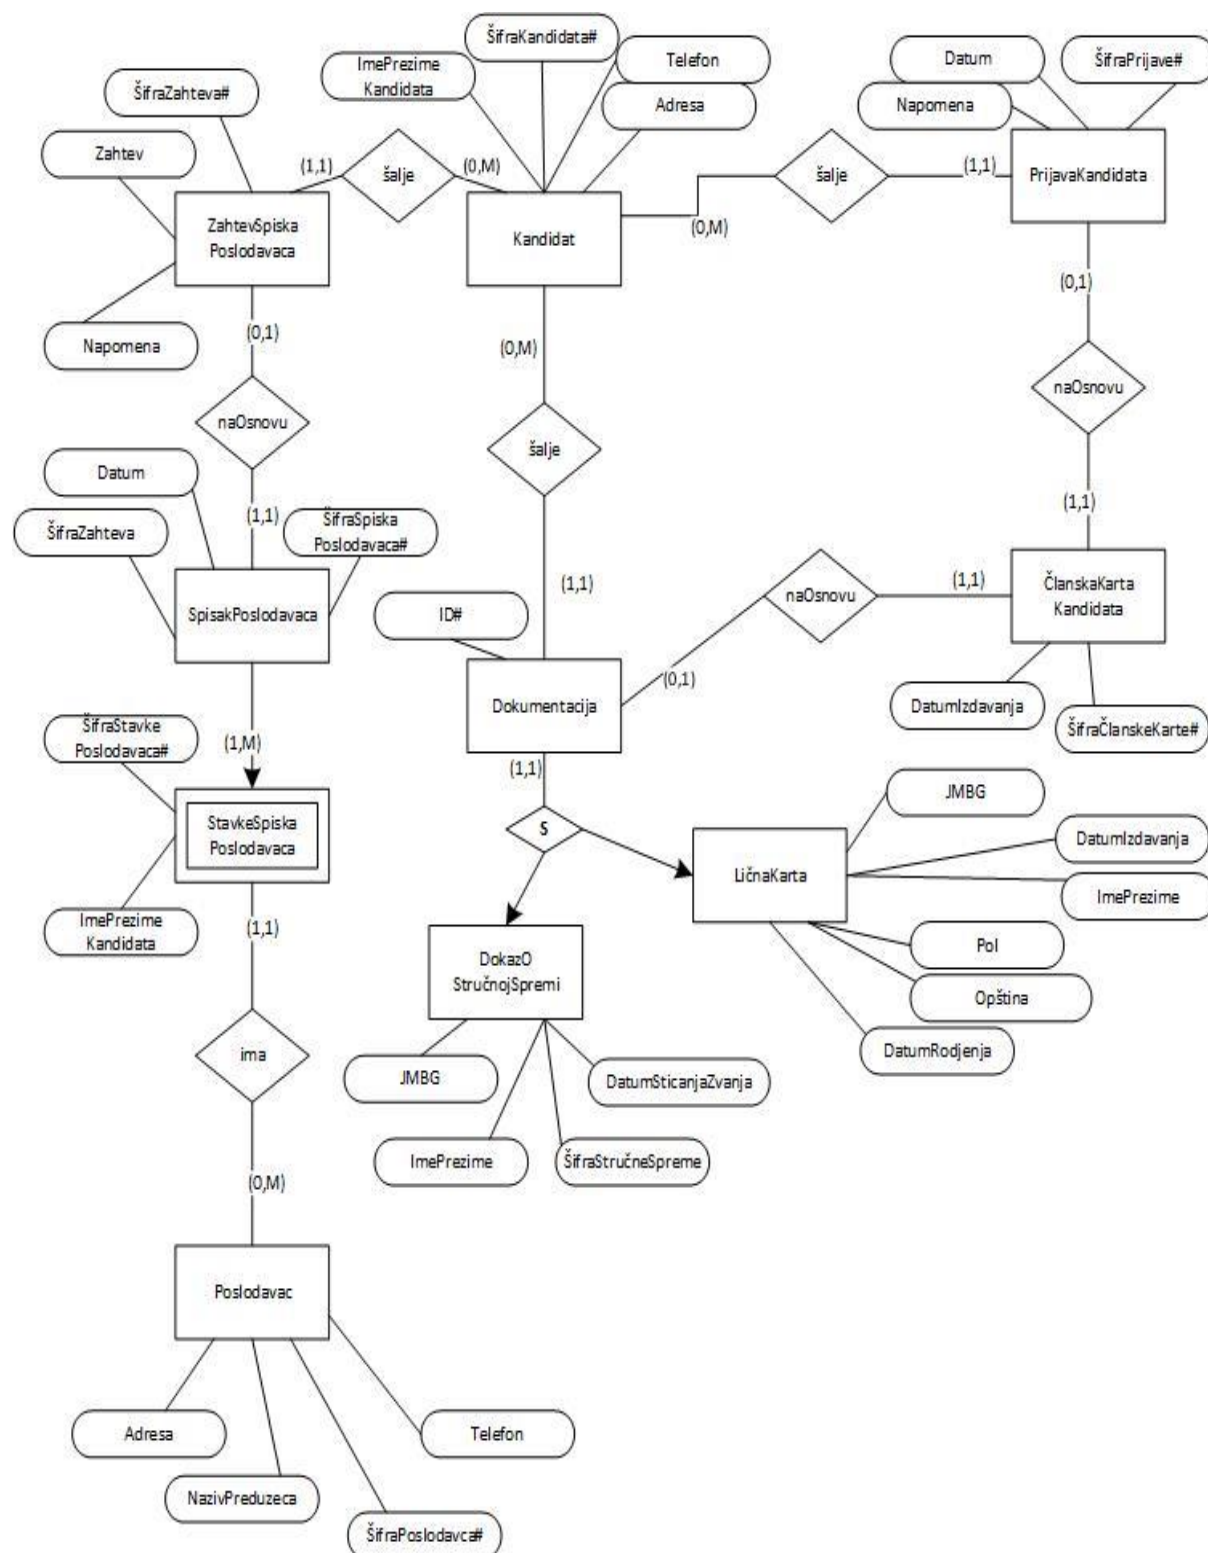 ŠifraKandidata#
ImePrezime
Kandidata
Telefon
Adresa
Datum
ŠifraPrijave#
Napomena
ŠifraZahteva#
Zahtev
(1,1)
šalje
(0,M)
ZahtevSpiska
Poslodavaca
Kandidat
(0,M)
šalje
(1,1)
PrijavaKandidata
Napomena
(0,1)
(0,M)
(0,1)
naOsnovu
šalje
naOsnovu
Datum
ŠifraZahteva
(1,1)
ŠifraSpiska
Poslodavaca#
(1,1)
(1,1)
SpisakPoslodavaca
ID#
naOsnovu
(1,1)
ČlanskaKarta
Kandidata
Dokumentacija
(0,1)
DatumIzdavanja
ŠifraČlanskeKarte#
ŠifraStavke
Poslodavaca#
(1,M)
(1,1)
StavkeSpiska
Poslodavaca
S
LičnaKarta
JMBG
DatumIzdavanja
ImePrezime
Pol
Opština
DatumRodjenja
ImePrezime
Kandidata
(1,1)
DokazO
StručnojSpremi
JMBG
DatumSticanjaZvanja
ImePrezime
ŠifraStručneSpreme
ima
(0,M)
Poslodavac
Adresa
Telefon
NazivPreduzeca
ŠifraPoslodavca#